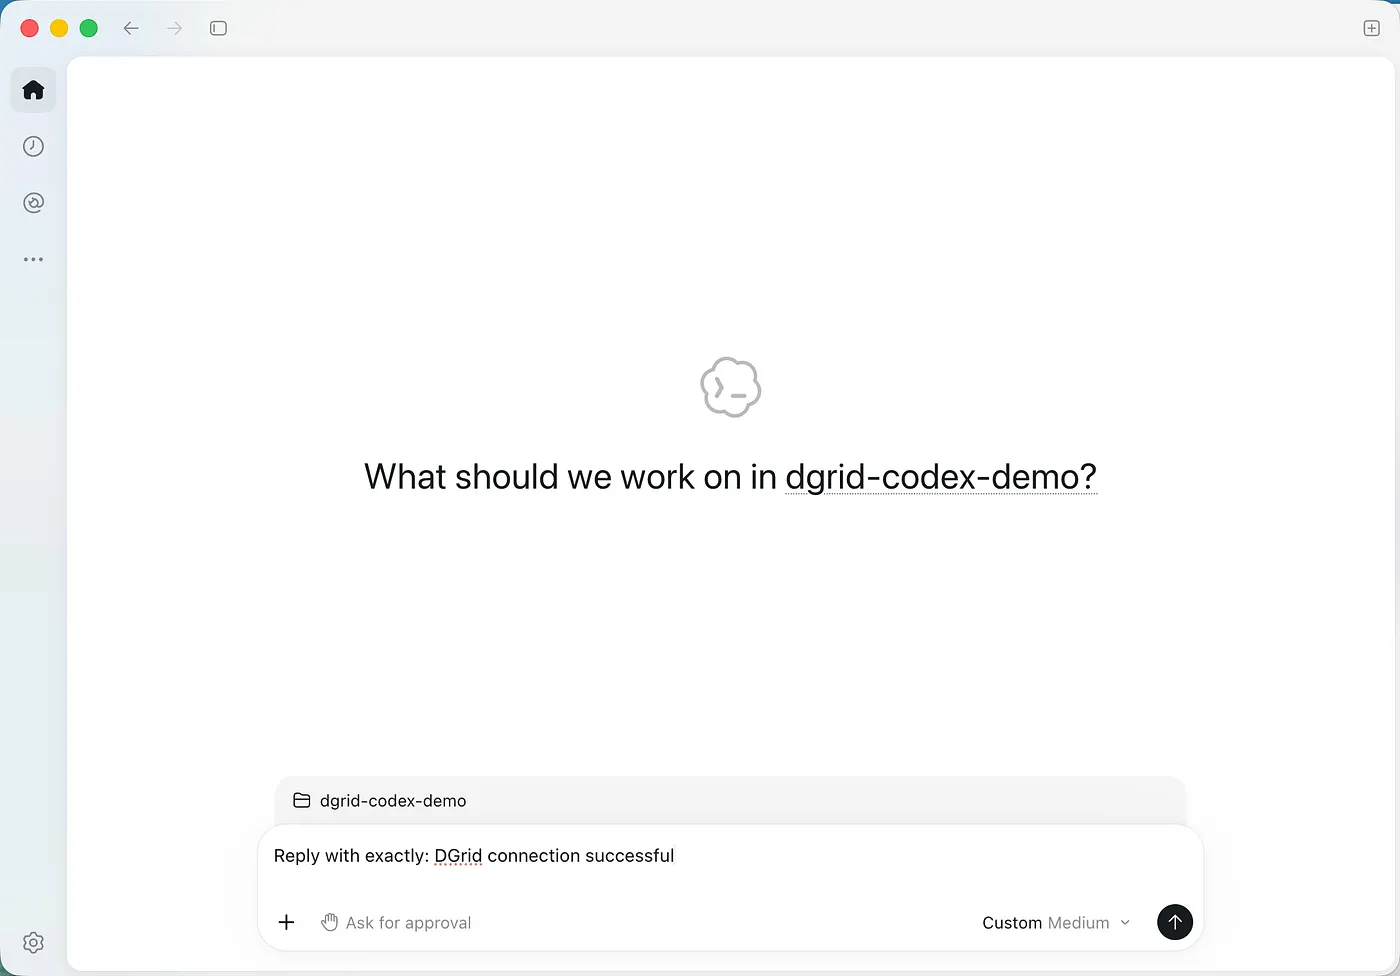 What should we work on in dgrid-codex-demo?
dgrid-codex-demo
Reply with exactly: DGrid connection successful
Ask for approval
Custom Medium